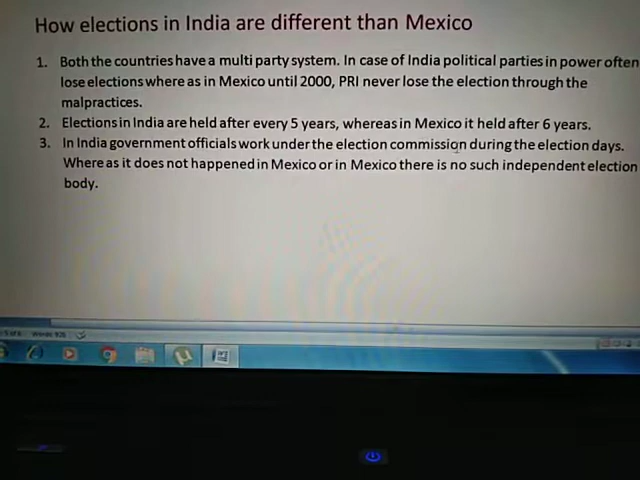 How elections in India are different than Mexico
1. Both the countries have a multi party system. In case of India political parties in power often
lose elections where as in Mexico until 2000, PRI never lose the election through the
malpractices.
2. Elections in India are held after every 5 years, whereas in Mexico it held after 6 years.
3. In India government officials work under the election commission during the election days.
Where as it does not happened in Mexico or in Mexico there is no such independent election
body.